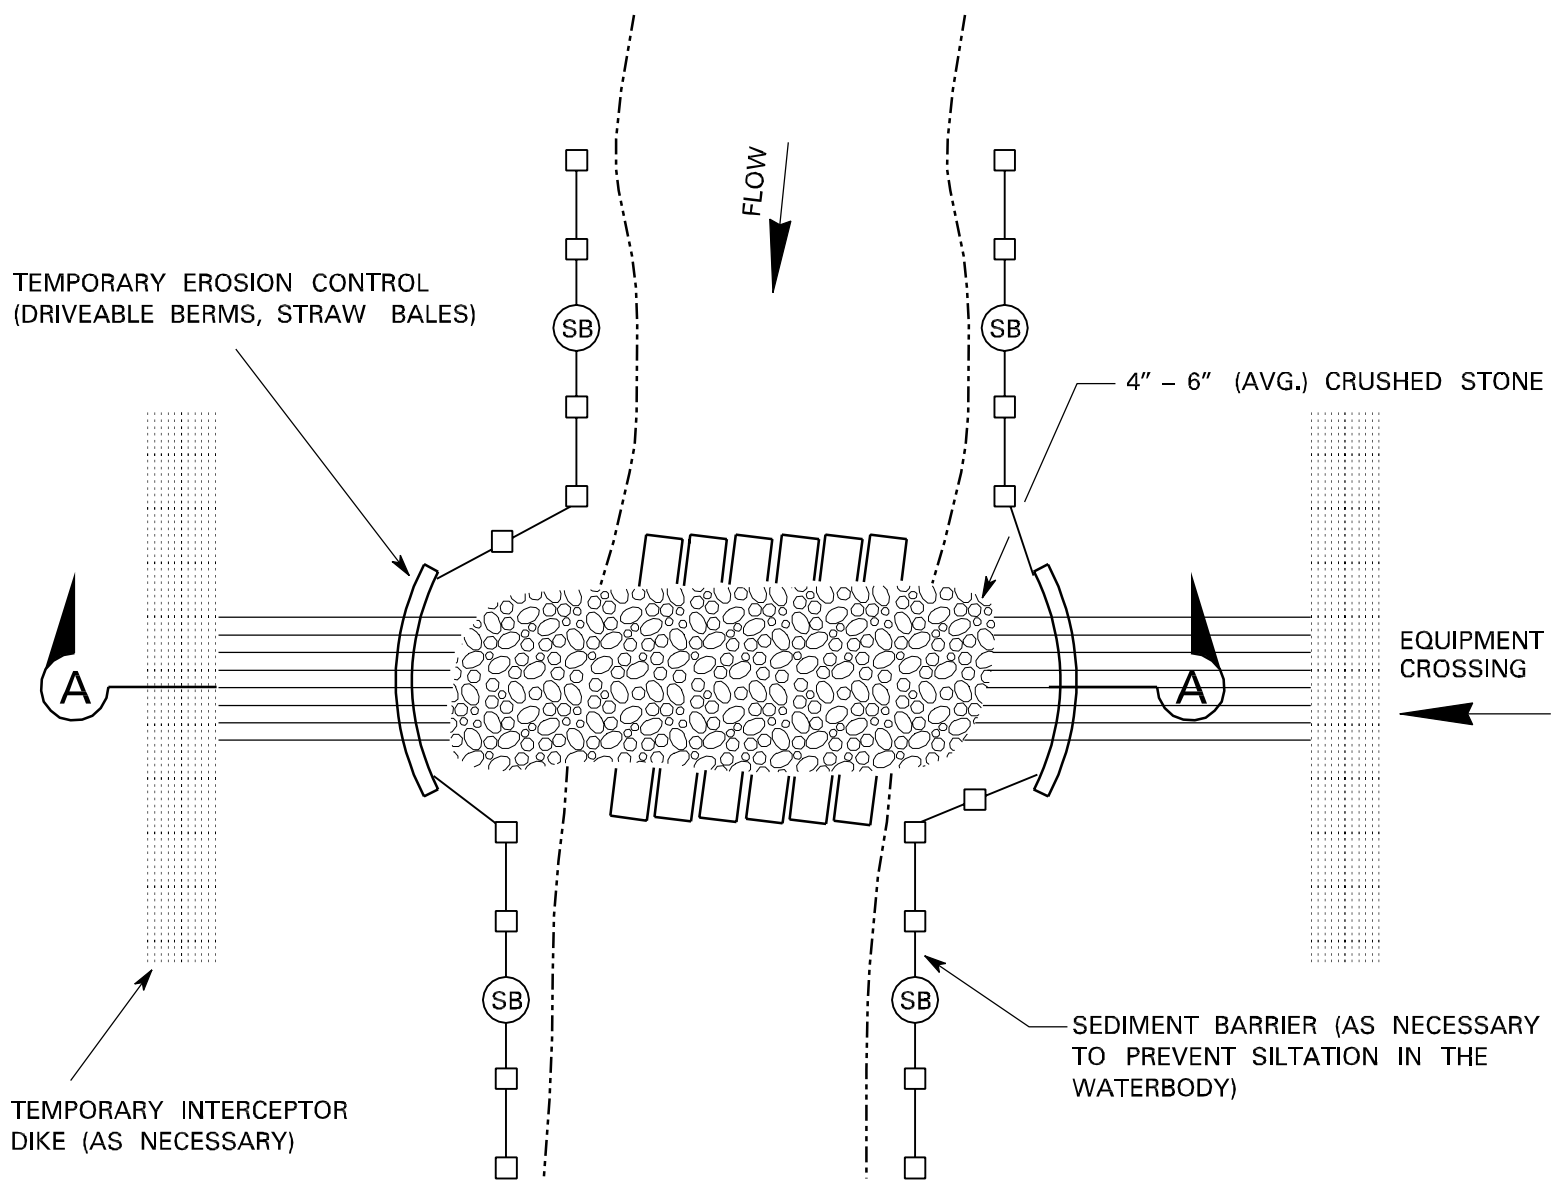 FLOW
TEMPORARY EROSION CONTROL
(DRIVEABLE BERMS, STRAW BALES)
SB
SB
4" – 6" (AVG.) CRUSHED STONE
EQUIPMENT
CROSSING
A
A
SB
SB
SEDIMENT BARRIER (AS NECESSARY
TO PREVENT SILTATION IN THE
WATERBODY)
TEMPORARY INTERCEPTOR
DIKE (AS NECESSARY)